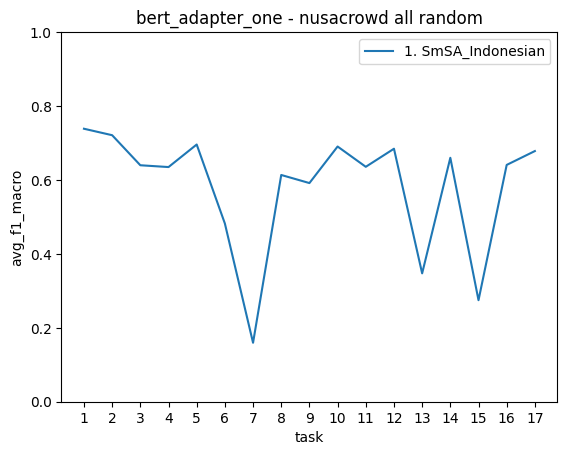 bert_adapter_one - nusacrowd all random
1. SmSA_Indonesian
avg_f1_macro
1.0
0.8
0.6
0.4
0.2
0.0
1 2 3 4 5 6 7 8 9 10 11 12 13 14 15 16 17
task